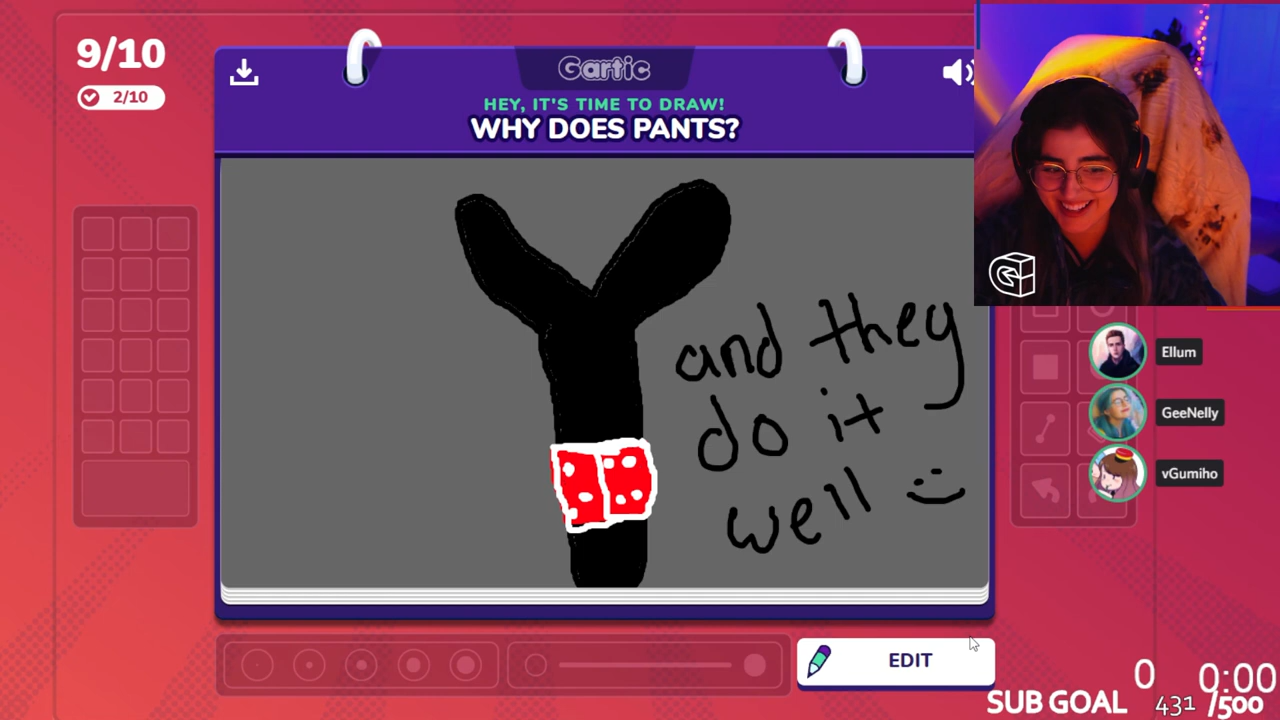 9/10
2/10
Gartic
HEY, IT'S TIME TO DRAW!
WHY DOES PANTS?
Y
and they
do it
well
Ellum
GeeNelly
vGumiho
EDIT
0 0:00
SUB GOAL 431 /500